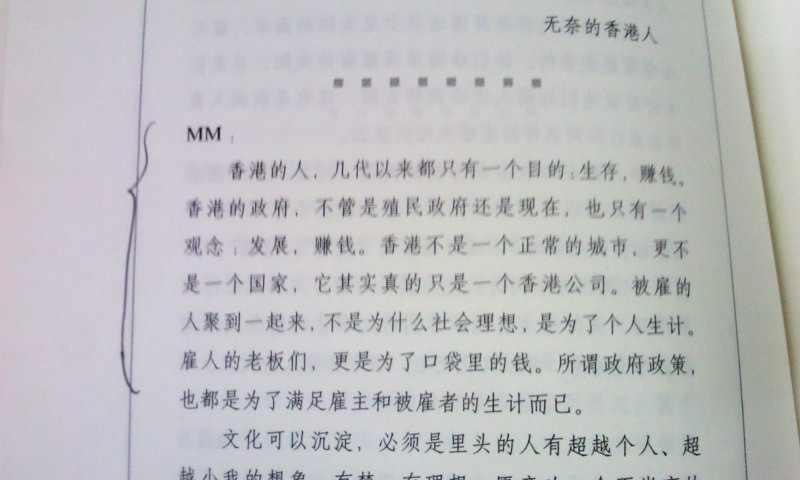 无奈的香港人
MM：
香港的人，几代以来都只有一个目的：生存，赚钱。
香港的政府，不管是殖民政府还是现在，也只有一个
观念：发展，赚钱。香港不是一个正常的城市，更不
是一个国家，它其实真的只是一个香港公司。被雇的
人聚到一起来，不是为什么社会理想，是为了个人生计。
雇人的老板们，更是为了口袋里的钱。所谓政府政策，
也都是为了满足雇主和被雇者的生计而已。
文化可以沉淀，必须是里头的人有超越个人、超
越小我的想象，有梦，有理想，愿意